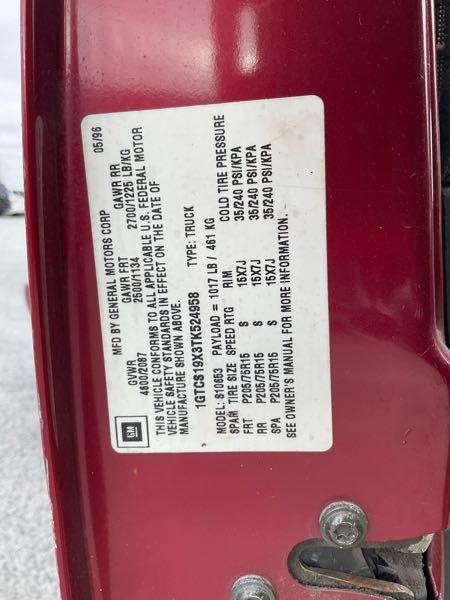 MFD BY GENERAL MOTORS CORP 05/96
GVWR GAWR FRT GAWR RR
4600/2087 2500/1134 2700/1225 LB/KG
THIS VEHICLE CONFORMS TO ALL APPLICABLE U.S. FEDERAL MOTOR
VEHICLE SAFETY STANDARDS IN EFFECT ON THE DATE OF
MANUFACTURE SHOWN ABOVE.
1GTCS19X3TK524958 TYPE: TRUCK
MODEL: S10653 PAYLOAD = 1017 LB / 461 KG
SPAM TIRE SIZE SPEED RTG RIM COLD TIRE PRESSURE
FRT P205/75R15 S 15X7J 35/240 PSI/KPA
RR P205/75R15 S 15X7J 35/240 PSI/KPA
SPA P205/75R15 S 15X7J 35/240 PSI/KPA
SEE OWNER'S MANUAL FOR MORE INFORMATION.
GM